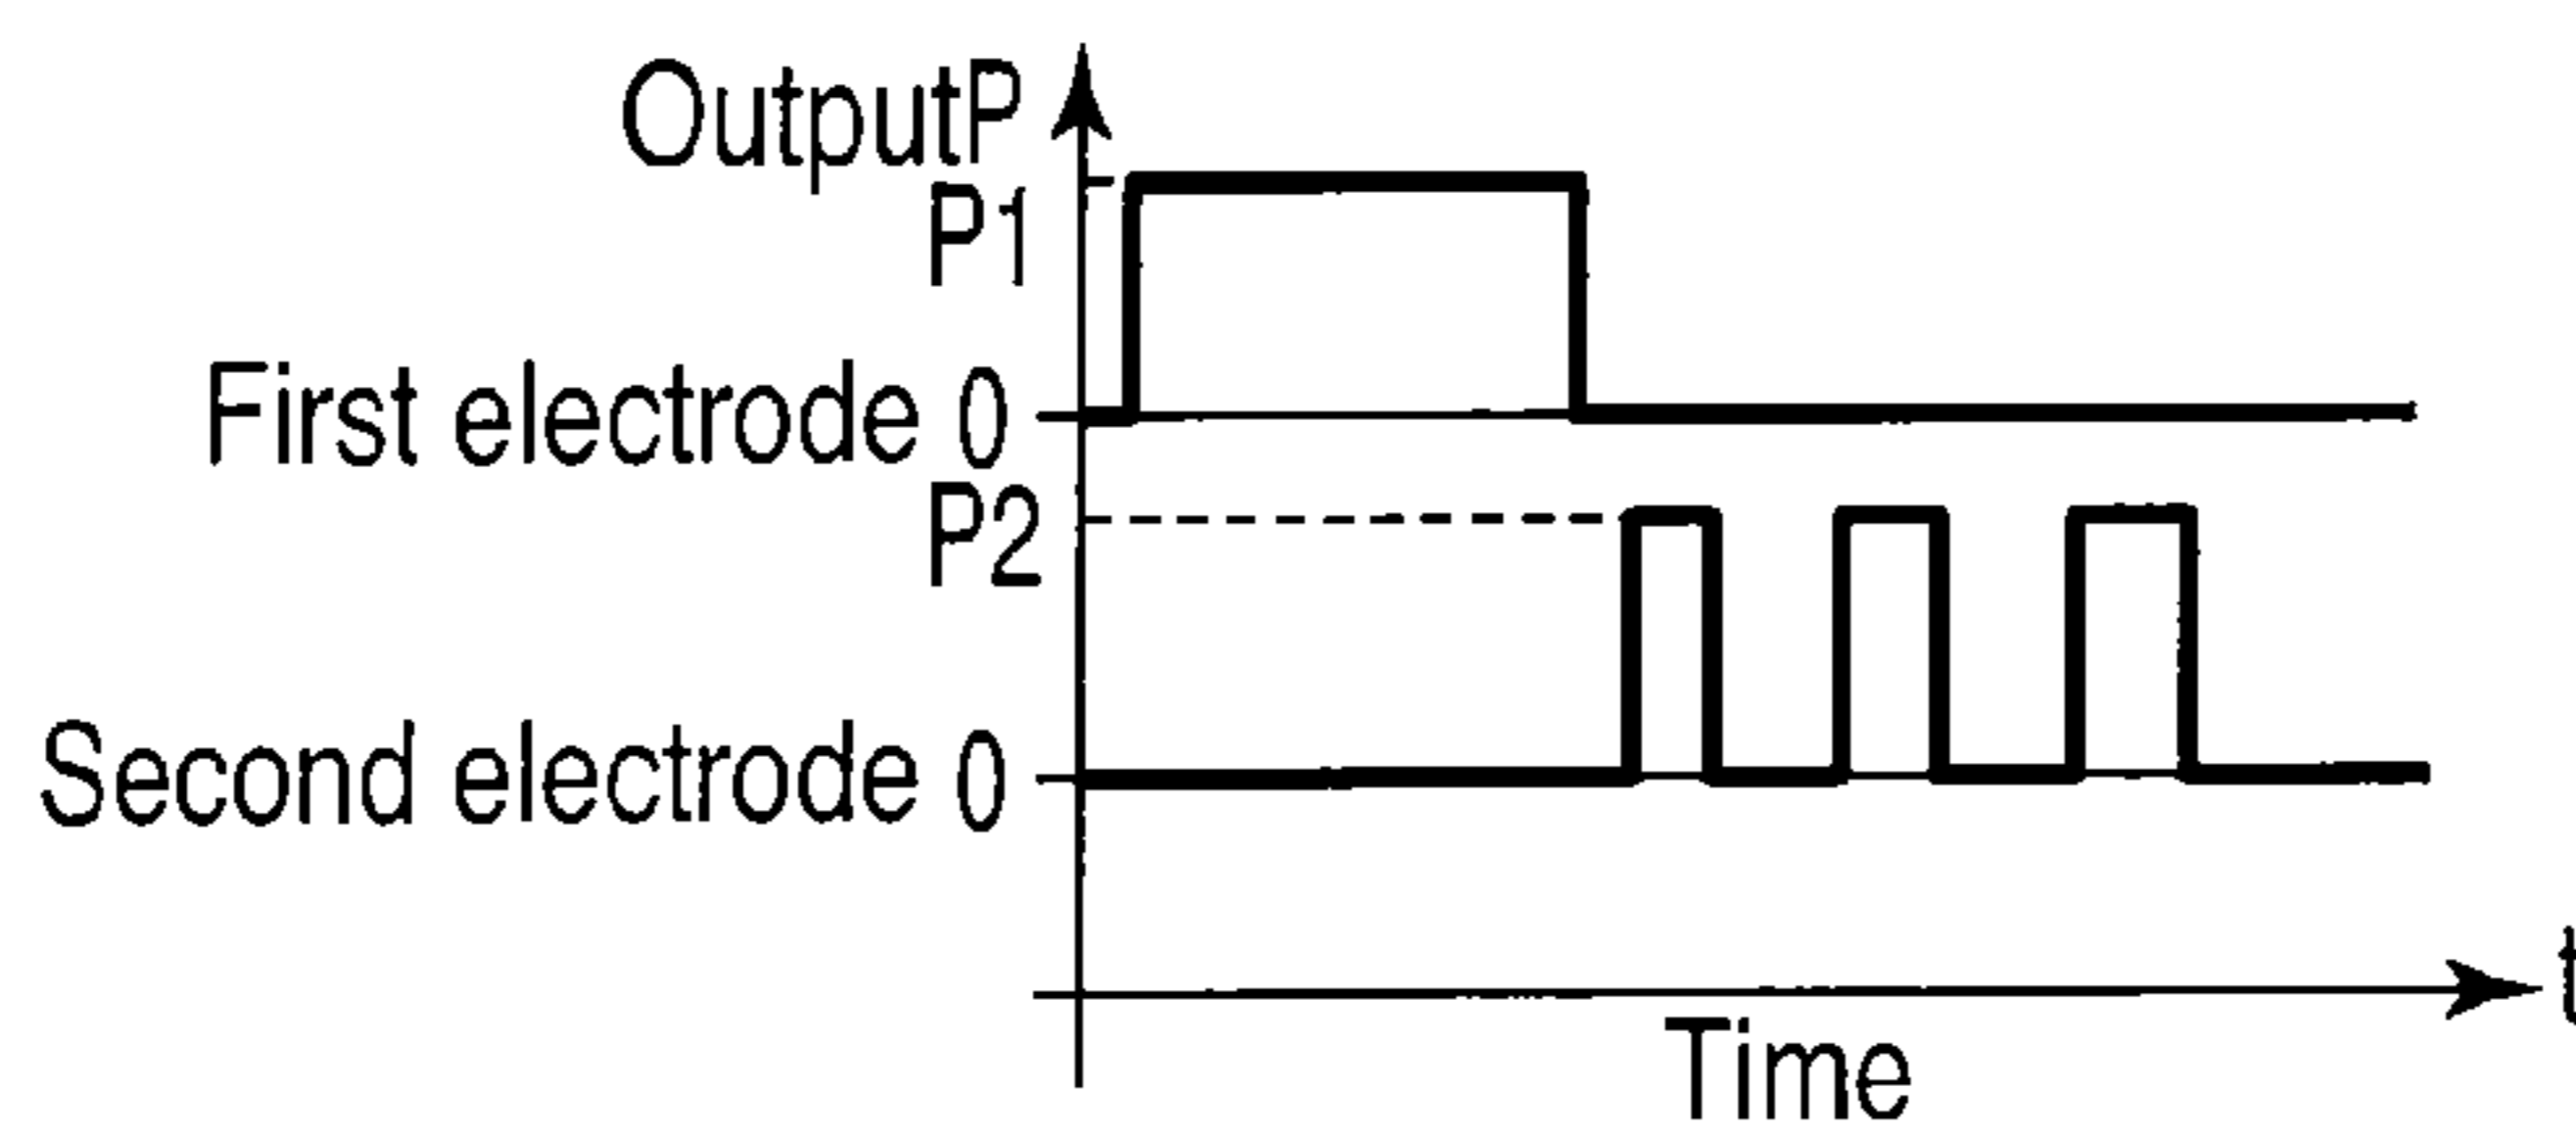 OutputP
P1
First electrode 0
P2
Second electrode 0
t
Time